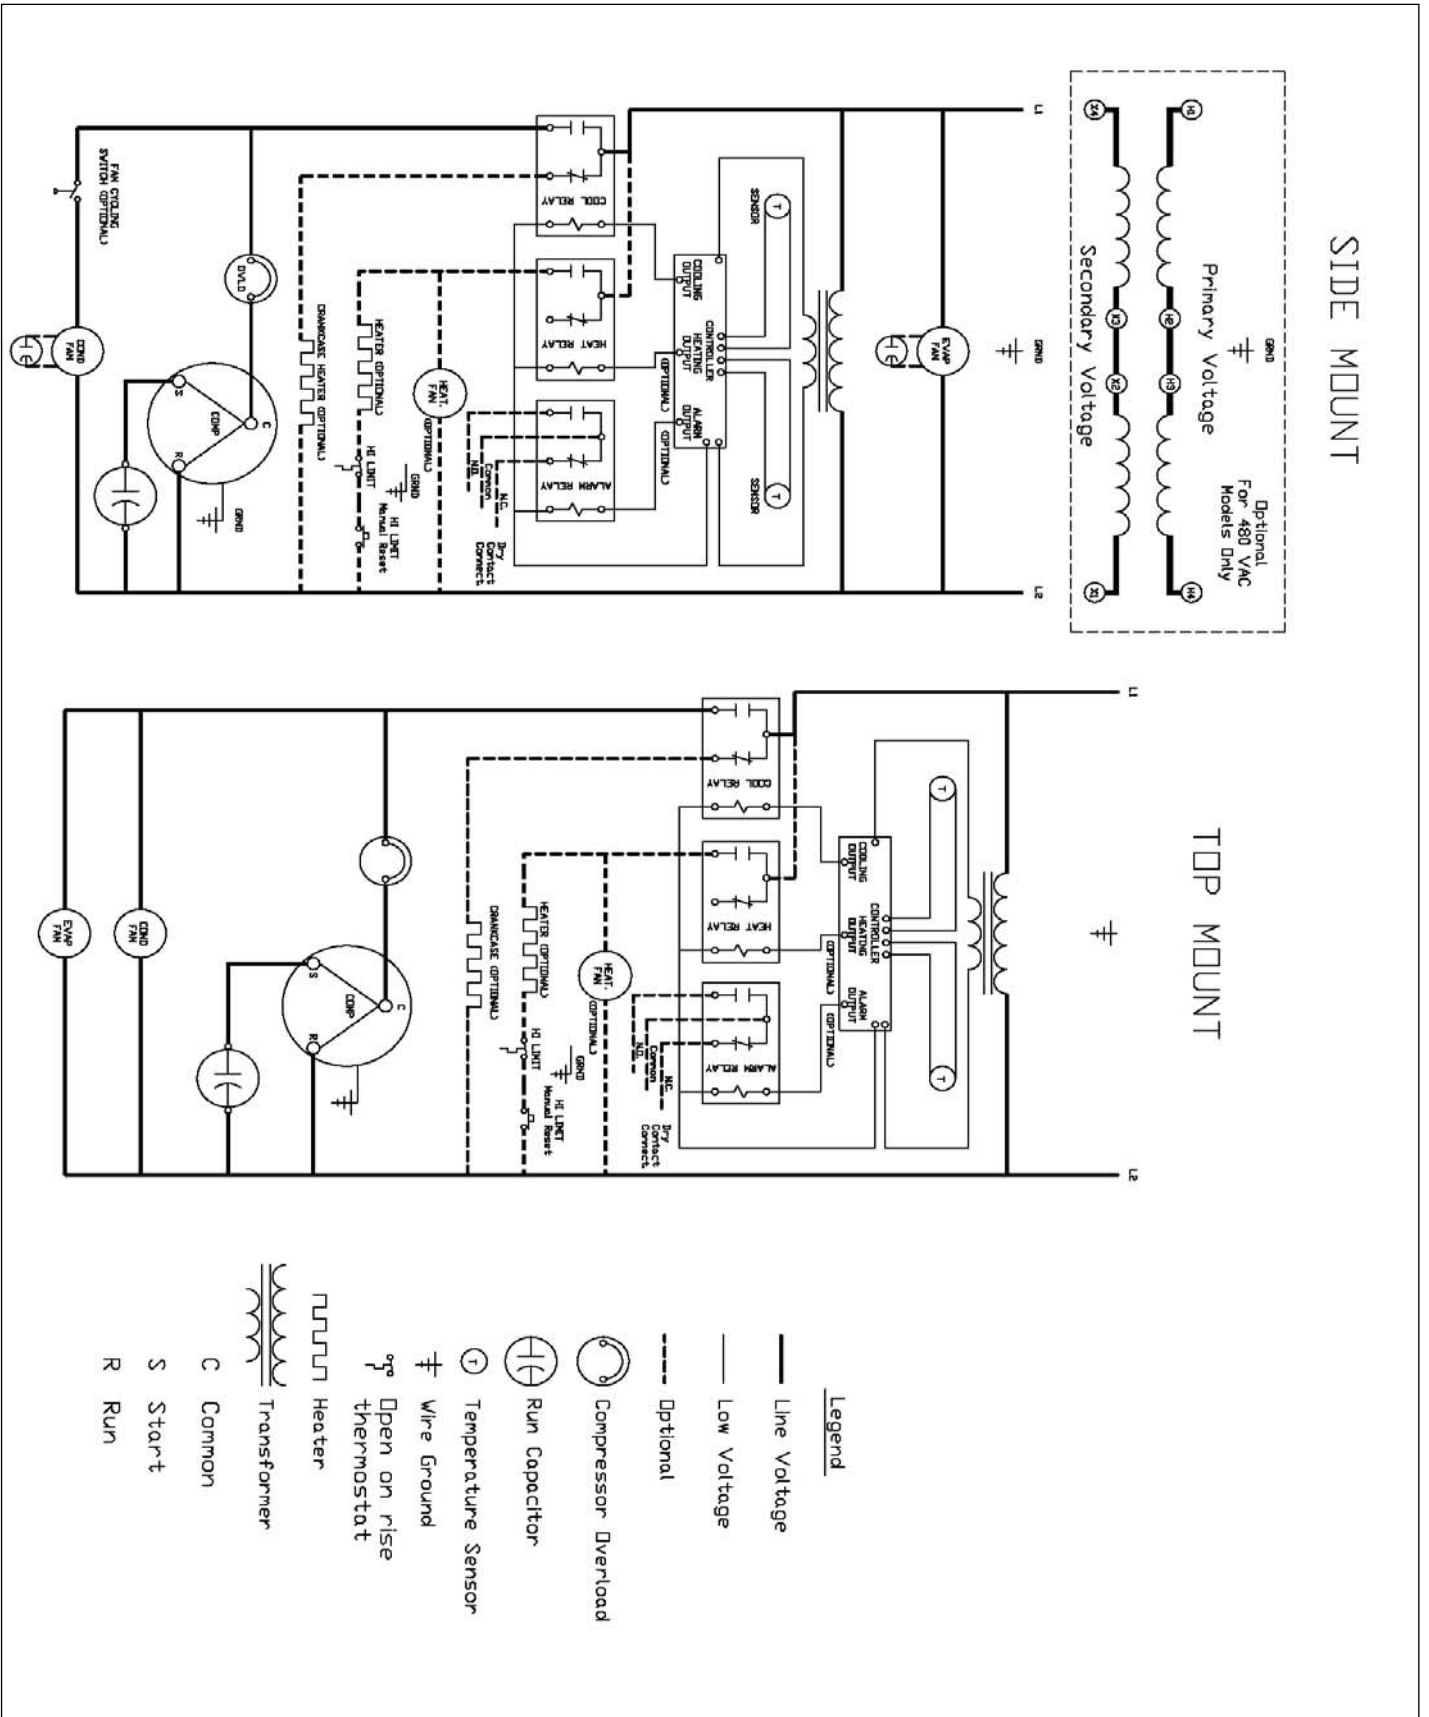 SIDE MOUNT
Optional
For 480 VAC
Models Only
GRND
Primary Voltage
H1
H2
H3
H4
Secondary Voltage
X4
X3
X2
X1
L1
GRND
L2
EVAP
FAN
SENSOR
T
SENSOR
T
CONTROLLER
COOLING
OUTPUT
HEATING
OUTPUT
ALARM
OUTPUT
(OPTIONAL)
(OPTIONAL)
COOL RELAY
HEAT RELAY
ALARM RELAY
N.C.
Common
N.O.
Dry
Contact
Connect
HEAT.
FAN
(OPTIONAL)
GRND
HEATER (OPTIONAL)
HI LIMIT
HI LIMIT
Manual Reset
CRANKCASE HEATER (OPTIONAL)
OVLD
C
COMP
S
R
GRND
FAN CYCLING
SWITCH (OPTIONAL)
COND
FAN
TOP MOUNT
L1
L2
T
T
CONTROLLER
COOLING
OUTPUT
HEATING
OUTPUT
ALARM
OUTPUT
(OPTIONAL)
(OPTIONAL)
COOL RELAY
HEAT RELAY
ALARM RELAY
N.C.
Common
N.O.
Dry
Contact
Connect
HEAT.
FAN
(OPTIONAL)
GRND
HEATER (OPTIONAL)
HI LIMIT
HI LIMIT
Manual Reset
CRANKCASE (OPTIONAL)
C
COMP
S
R
COND
FAN
EVAP
FAN
Legend
Line Voltage
Low Voltage
Optional
Compressor Overload
Run Capacitor
T Temperature Sensor
Wire Ground
Open on rise
thermostat
Heater
Transformer
C Common
S Start
R Run